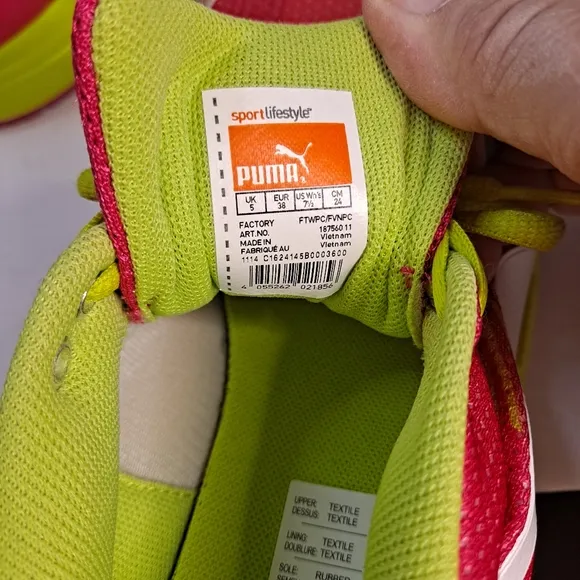 sportlifestyle
PUMA
UK EUR US Wn's CM
5 38 7½ 24
FACTORY FTWPC/FVNPC
ART.NO. 187560 11
MADE IN Vietnam
FABRIQUÉ AU Vietnam
1114 C1624145B0003600
4 055262 021856
UPPER: TEXTILE
DESSUS: TEXTILE
LINING: TEXTILE
DOUBLURE: TEXTILE
SOLE: RUBBER